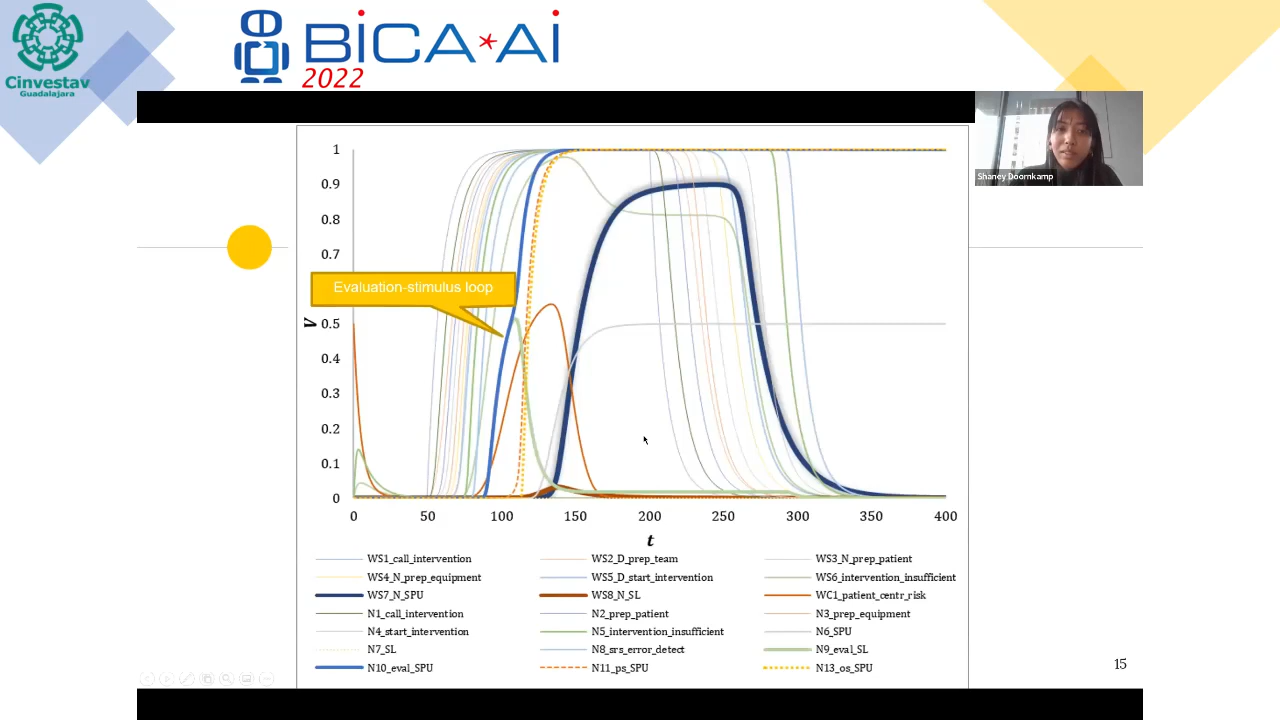 Cinvestav
Guadalajara
BiCA*Ai
2022
Shaney Doornkamp
Evaluation-stimulus loop
V
1
0.9
0.8
0.7
0.5
0.4
0.3
0.2
0.1
0
0 50 100 150 200 250 300 350 400
t
WS1_call_intervention WS2_D_prep_team WS3_N_prep_patient
WS4_N_prep_equipment WS5_D_start_intervention WS6_intervention_insufficient
WS7_N_SPU WS8_N_SL WC1_patient_centr_risk
N1_call_intervention N2_prep_patient N3_prep_equipment
N4_start_intervention N5_intervention_insufficient N6_SPU
N7_SL N8_srs_error_detect N9_eval_SL
N10_eval_SPU N11_ps_SPU N13_os_SPU
15